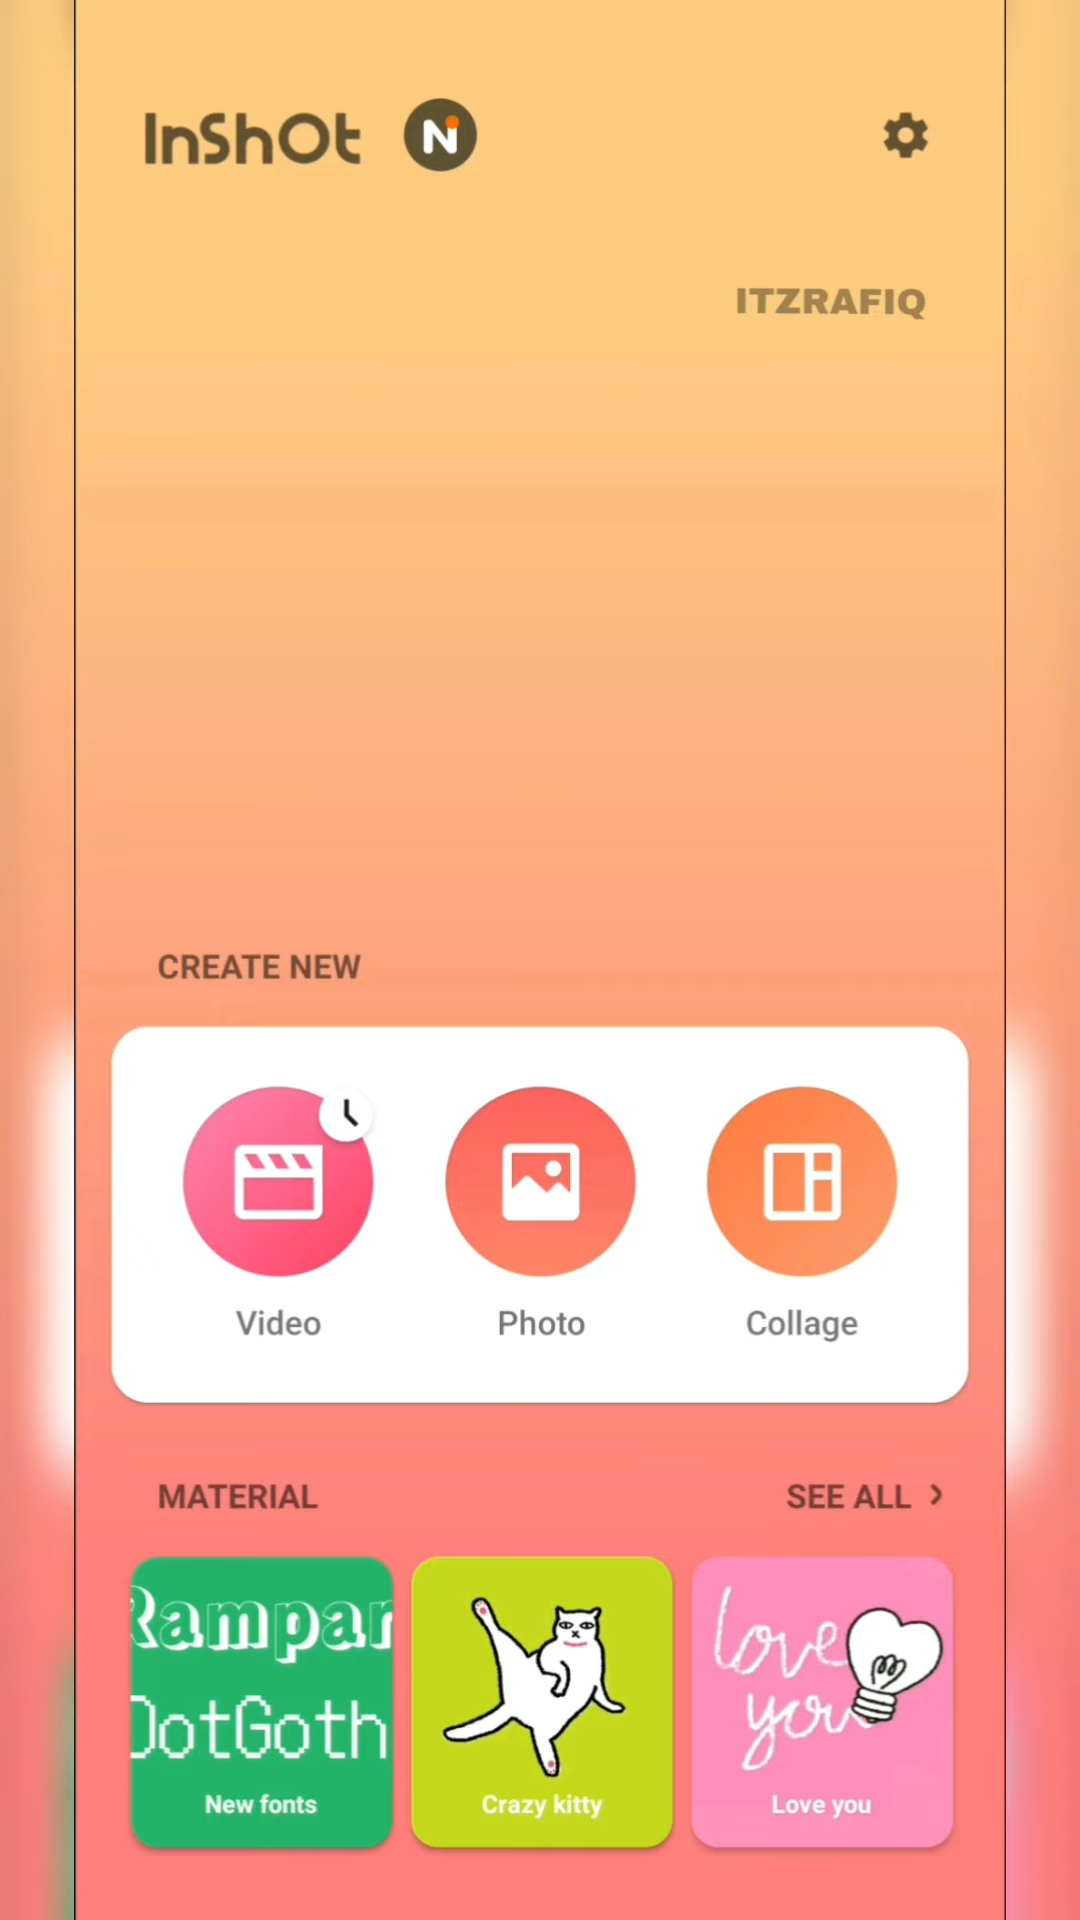 InShOt N
ITZRAFIQ
CREATE NEW
Video Photo Collage
MATERIAL SEE ALL
Rampar
DotGoth
love
you
New fonts Crazy kitty Love you